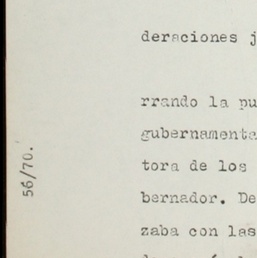 deraciones j
rrando la pu
gubernamenta
tora de los
bernador. De
zaba con las
56/70.